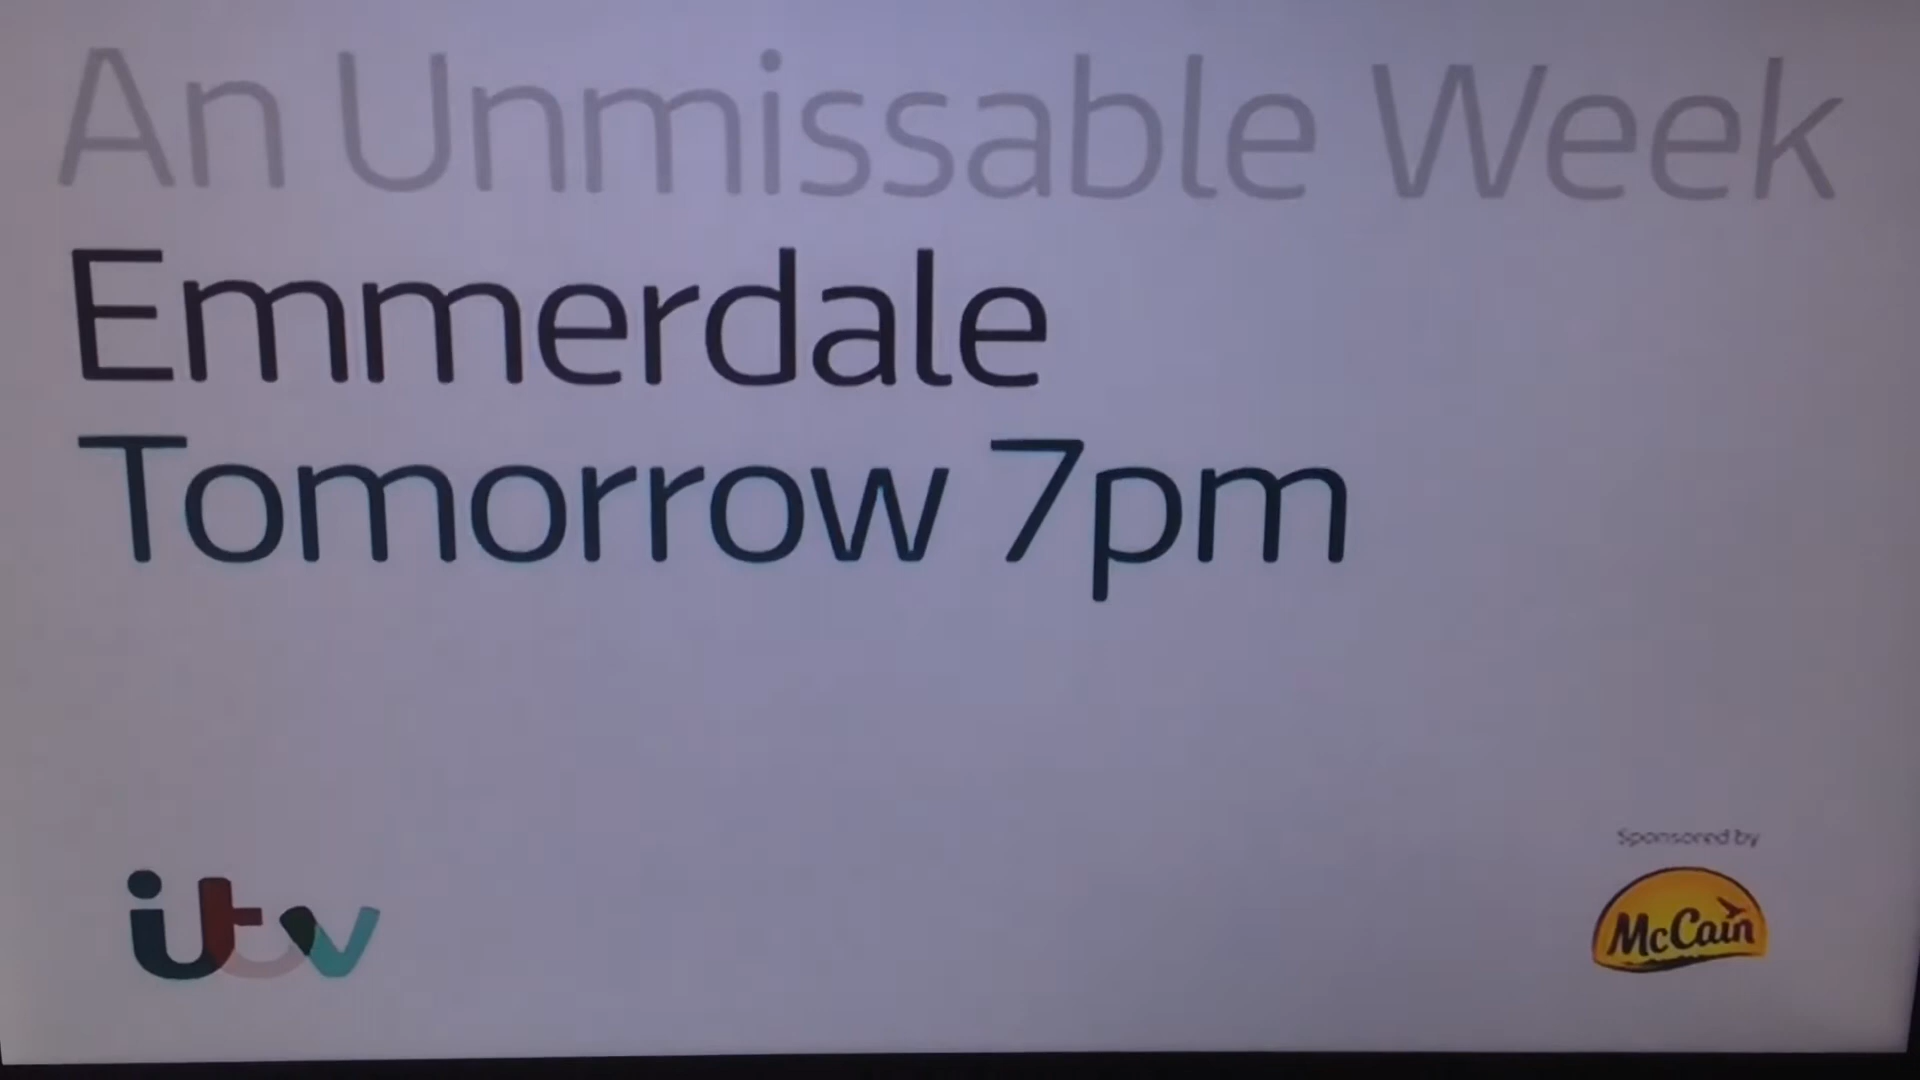 An Unmissable Week
Emmerdale
Tomorrow 7pm
Sponsored by
itv
McCain